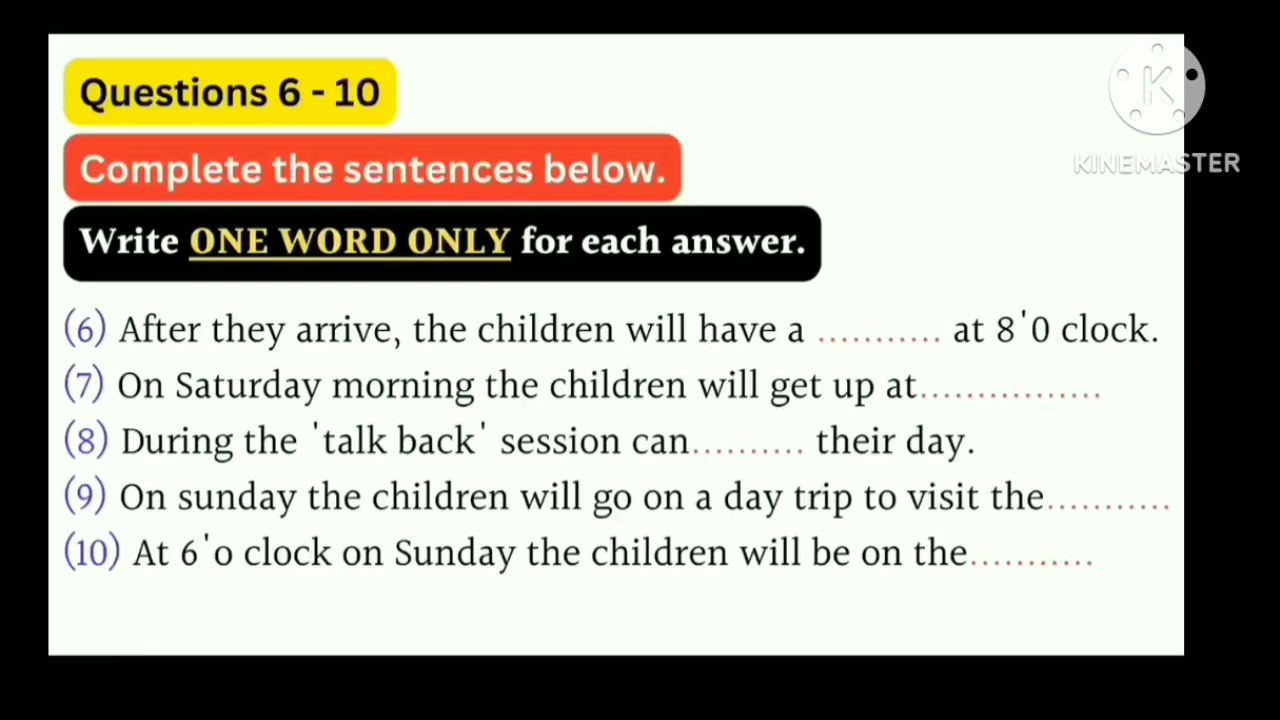 Questions 6 - 10
KINEMASTER
Complete the sentences below.
Write ONE WORD ONLY for each answer.
(6) After they arrive, the children will have a ........... at 8'0 clock.
(7) On Saturday morning the children will get up at................
(8) During the 'talk back' session can.......... their day.
(9) On sunday the children will go on a day trip to visit the...........
(10) At 6'o clock on Sunday the children will be on the...........